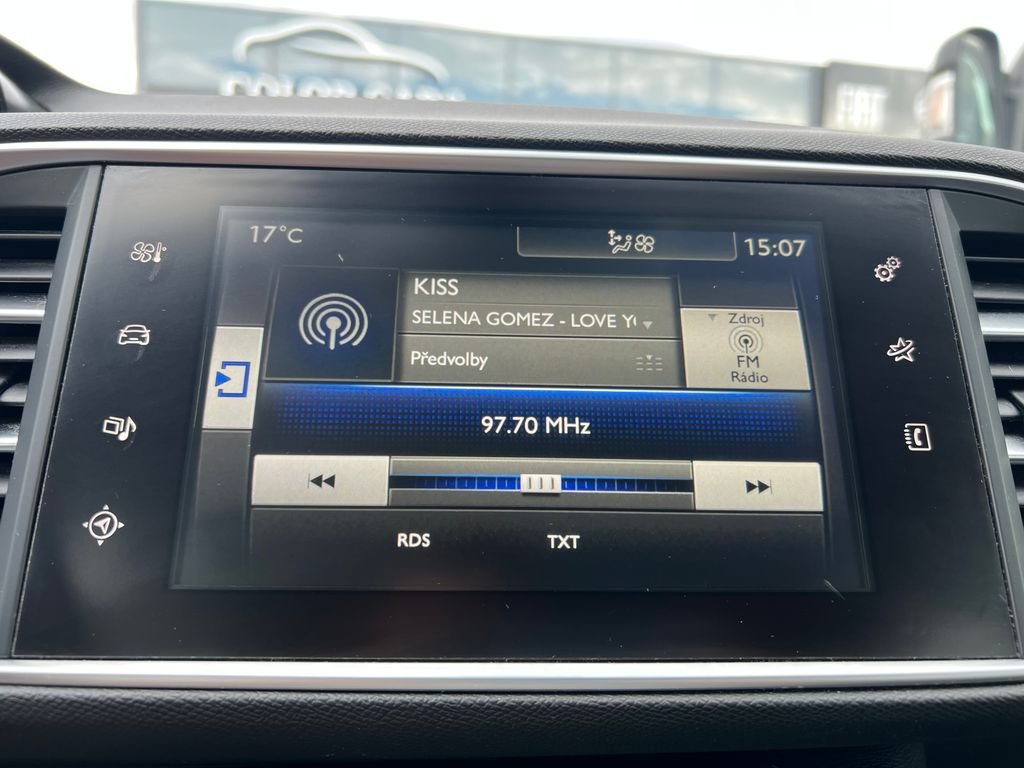 17°C
15:07
KISS
SELENA GOMEZ - LOVE
Předvolby
Zdroj
FM
Rádio
97.70 MHz
RDS
TXT